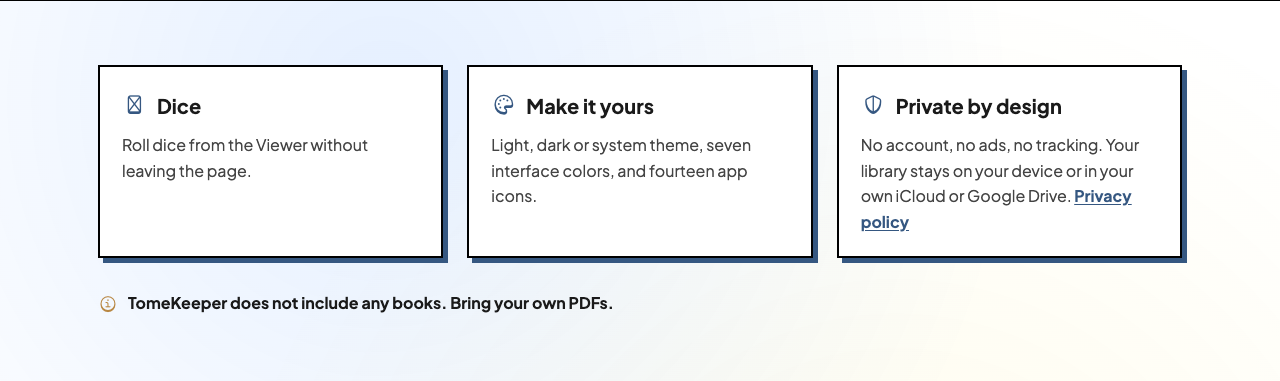 Dice
Roll dice from the Viewer without
leaving the page.
Make it yours
Light, dark or system theme, seven
interface colors, and fourteen app
icons.
Private by design
No account, no ads, no tracking. Your
library stays on your device or in your
own iCloud or Google Drive. Privacy
policy
TomeKeeper does not include any books. Bring your own PDFs.